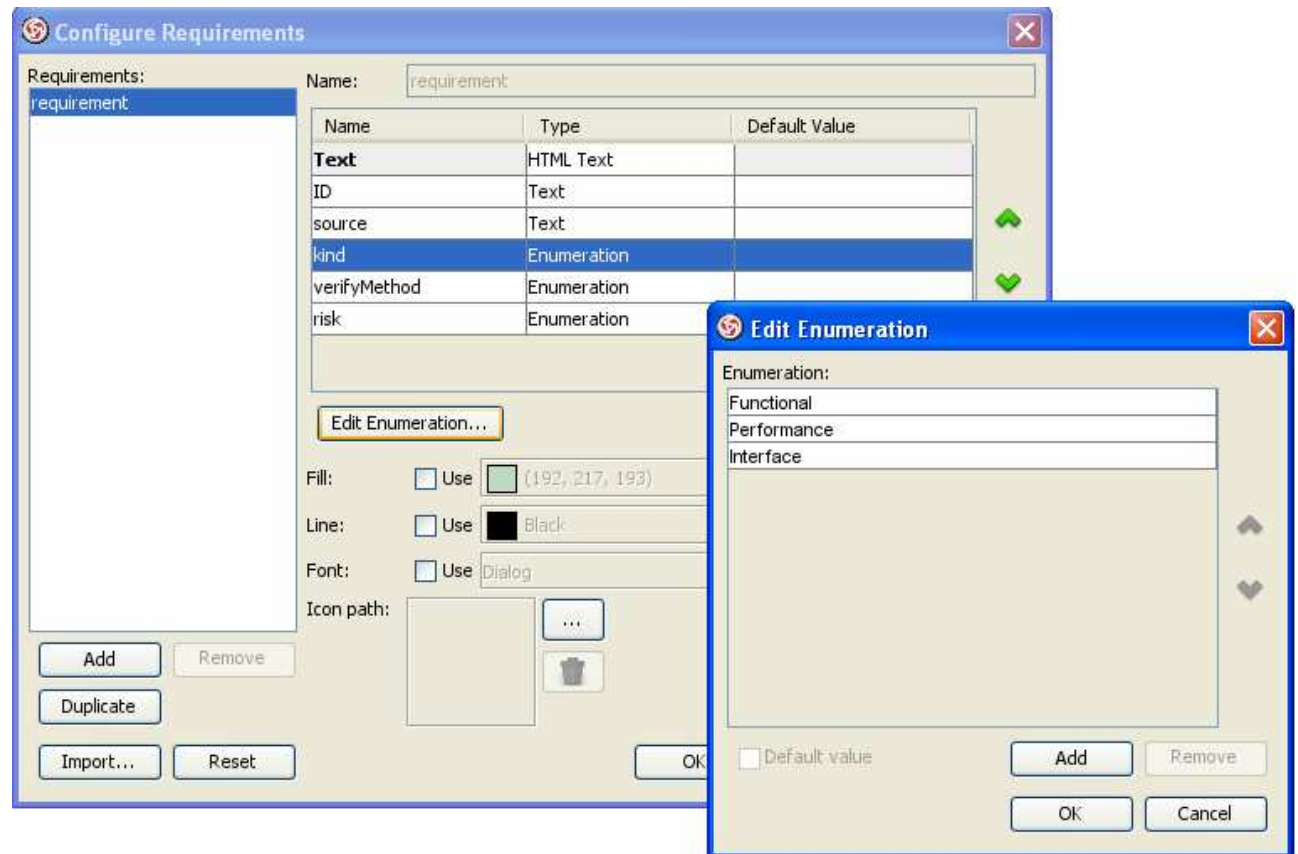 Configure Requirements
Requirements:
requirement
Name: requirement
Name Type Default Value
Text HTML Text
ID Text
source Text
kind Enumeration
verifyMethod Enumeration
risk Enumeration
Edit Enumeration...
Fill: Use (192, 217, 193)
Line: Use Black
Font: Use Dialog
Icon path:
...
Add Remove
Duplicate
Import... Reset
OK
Edit Enumeration
Enumeration:
Functional
Performance
Interface
Default value
Add Remove
OK Cancel